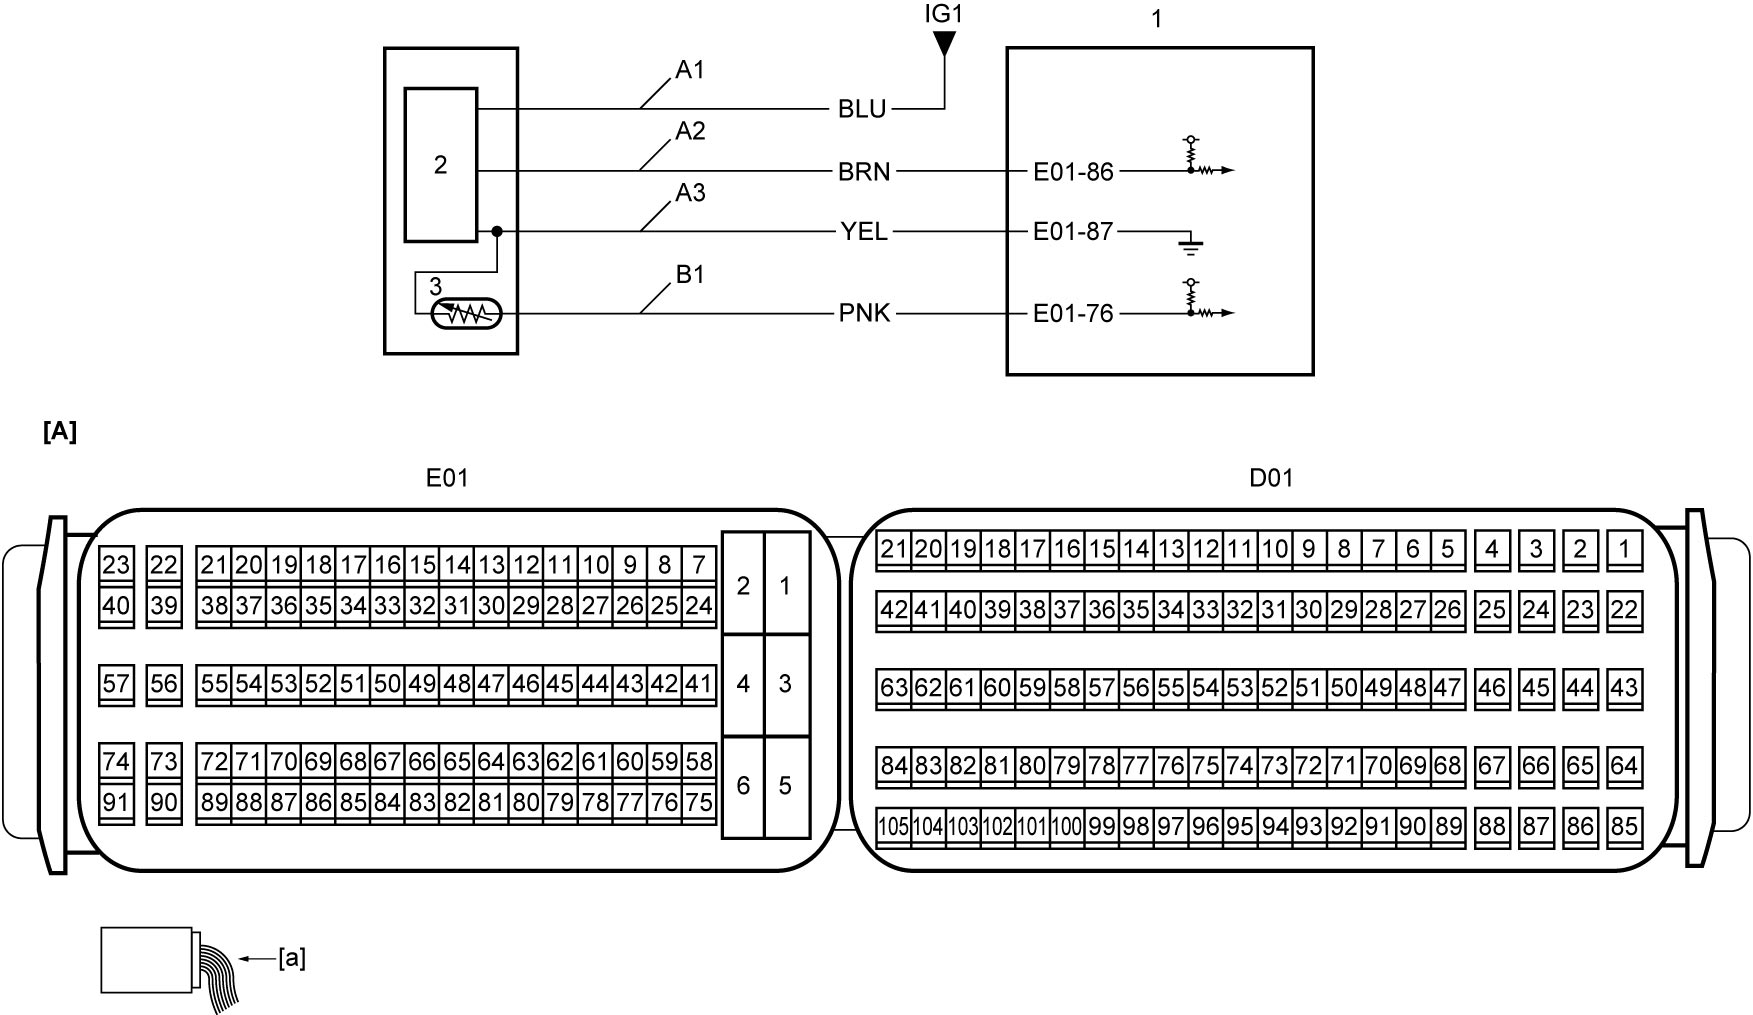 IG1
1
A1
BLU
A2
2
BRN
E01-86
A3
YEL
E01-87
B1
3
PNK
E01-76
[A]
E01
D01
23 22 21 20 19 18 17 16 15 14 13 12 11 10 9 8 7
40 39 38 37 36 35 34 33 32 31 30 29 28 27 26 25 24
2 1
57 56 55 54 53 52 51 50 49 48 47 46 45 44 43 42 41
4 3
74 73 72 71 70 69 68 67 66 65 64 63 62 61 60 59 58
91 90 89 88 87 86 85 84 83 82 81 80 79 78 77 76 75
6 5
21 20 19 18 17 16 15 14 13 12 11 10 9 8 7 6 5 4 3 2 1
42 41 40 39 38 37 36 35 34 33 32 31 30 29 28 27 26 25 24 23 22
63 62 61 60 59 58 57 56 55 54 53 52 51 50 49 48 47 46 45 44 43
84 83 82 81 80 79 78 77 76 75 74 73 72 71 70 69 68 67 66 65 64
105 104 103 102 101 100 99 98 97 96 95 94 93 92 91 90 89 88 87 86 85
[a]